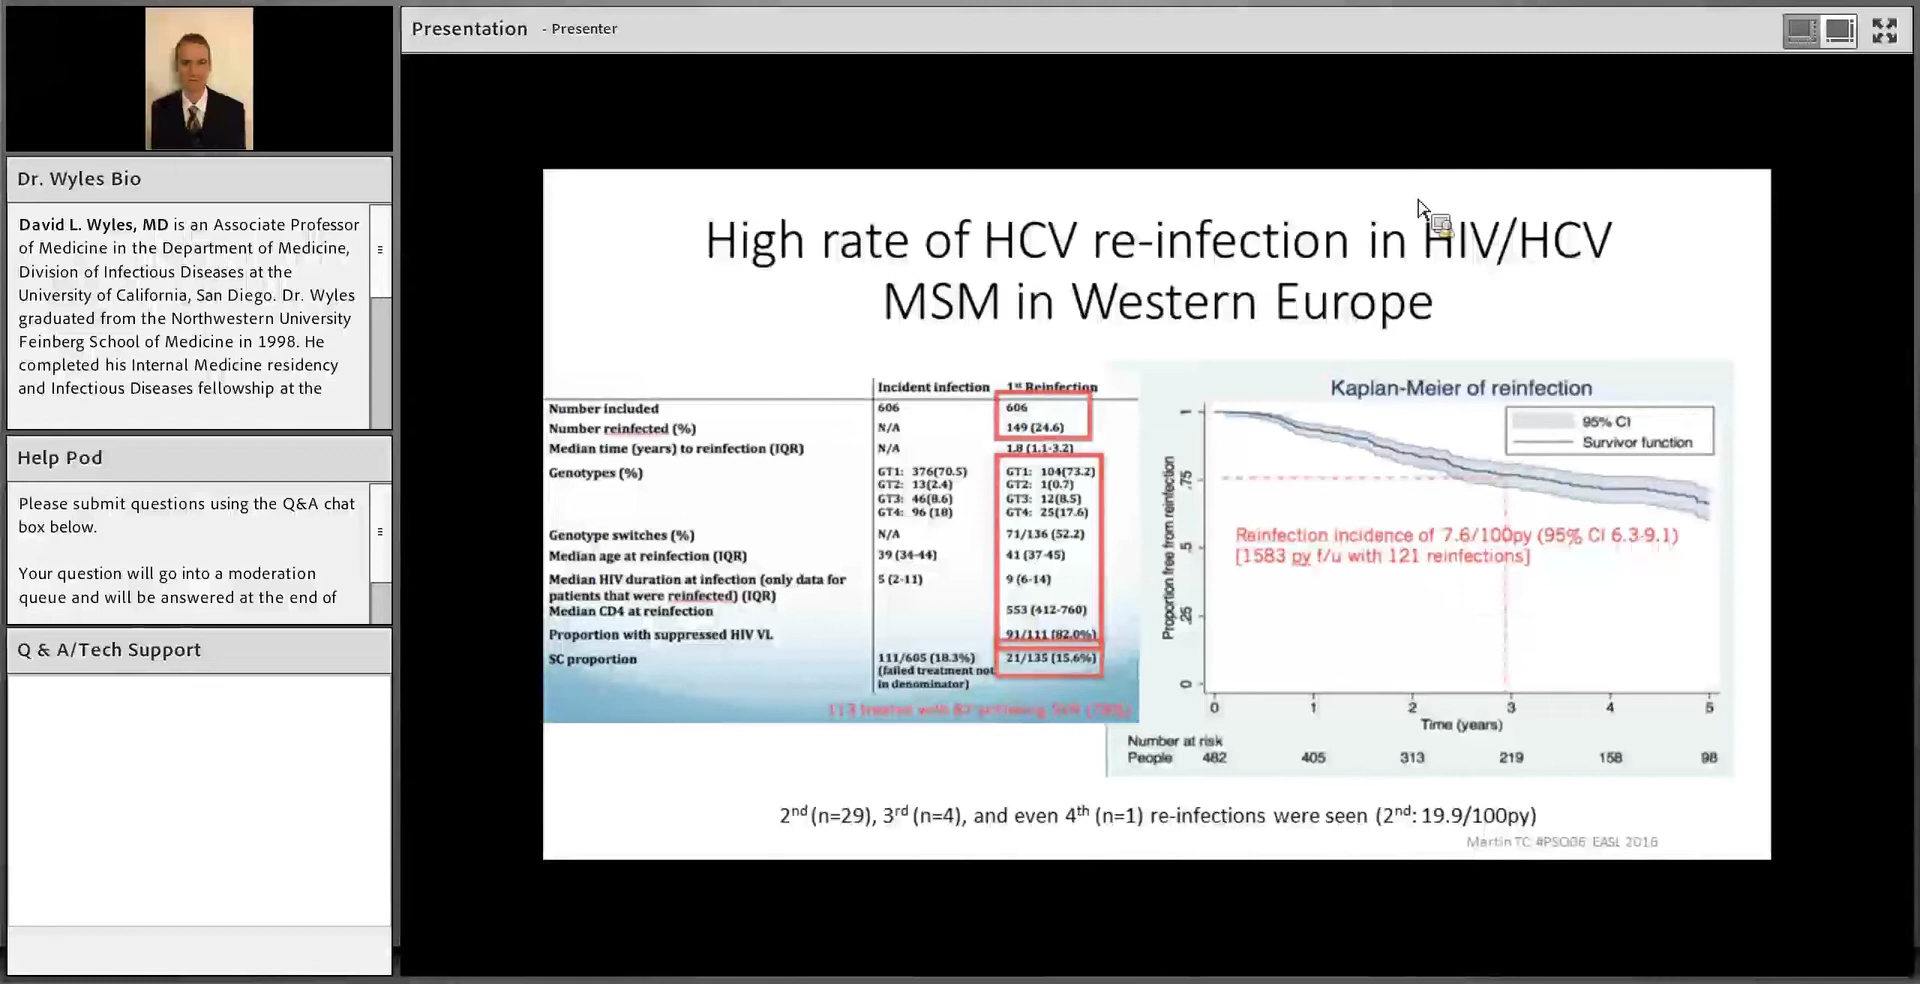 Presentation - Presenter
Dr. Wyles Bio
David L. Wyles, MD is an Associate Professor
of Medicine in the Department of Medicine,
Division of Infectious Diseases at the
University of California, San Diego. Dr. Wyles
graduated from the Northwestern University
Feinberg School of Medicine in 1998. He
completed his Internal Medicine residency
and Infectious Diseases fellowship at the
Help Pod
Please submit questions using the Q&A chat
box below.
Your question will go into a moderation
queue and will be answered at the end of
Q & A/Tech Support
High rate of HCV re-infection in HIV/HCV
MSM in Western Europe
Incident infection 1st Reinfection
Number included 606 606
Number reinfected (%) N/A 149 (24.6)
Median time (years) to reinfection (IQR) N/A 1.8 (1.1-3.2)
Genotypes (%) GT1: 376(70.5) GT1: 104(73.2)
GT2: 13(2.4) GT2: 1(0.7)
GT3: 46(8.6) GT3: 12(8.5)
GT4: 96 (18) GT4: 25(17.6)
Genotype switches (%) N/A 71/136 (52.2)
Median age at reinfection (IQR) 39 (34-44) 41 (37-45)
Median HIV duration at infection (only data for 5 (2-11) 9 (6-14)
patients that were reinfected) (IQR)
Median CD4 at reinfection 553 (412-760)
Proportion with suppressed HIV VL 91/111 (82.0%)
SC proportion 111/605 (18.3%) 21/135 (15.6%)
(failed treatment not
in denominator)
113 treated with 87 achieving SVR
Kaplan-Meier of reinfection
95% CI
Survivor function
Proportion free from reinfection
1
.75
.5
.25
0
Reinfection incidence of 7.6/100py (95% CI 6.3-9.1)
[1583 py f/u with 121 reinfections]
0 1 2 3 4 5
Time (years)
Number at risk
People 482 405 313 219 158 98
2nd (n=29), 3rd (n=4), and even 4th (n=1) re-infections were seen (2nd: 19.9/100py)
Martin TC #PSO06 EASL 2016